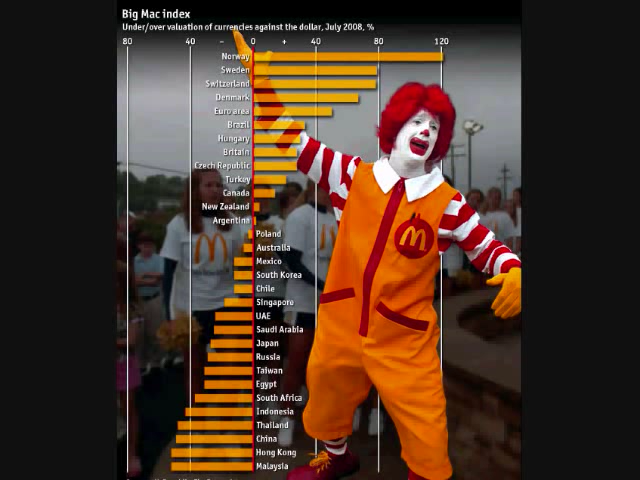 Big Mac index
Under/over valuation of currencies against the dollar, July 2008, %
80 40 – 0 + 40 80 120
Norway
Sweden
Switzerland
Denmark
Euro area
Brazil
Hungary
Britain
Czech Republic
Turkey
Canada
New Zealand
Argentina
Poland
Australia
Mexico
South Korea
Chile
Singapore
UAE
Saudi Arabia
Japan
Russia
Taiwan
Egypt
South Africa
Indonesia
Thailand
China
Hong Kong
Malaysia